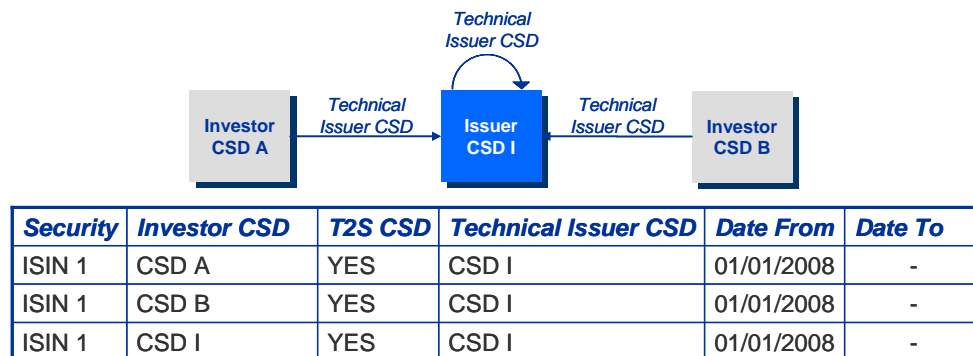 Technical
Issuer CSD
Technical
Issuer CSD
Technical
Issuer CSD
Investor
CSD A
Issuer
CSD I
Investor
CSD B
Security Investor CSD T2S CSD Technical Issuer CSD Date From Date To
ISIN 1 CSD A YES CSD I 01/01/2008 -
ISIN 1 CSD B YES CSD I 01/01/2008 -
ISIN 1 CSD I YES CSD I 01/01/2008 -